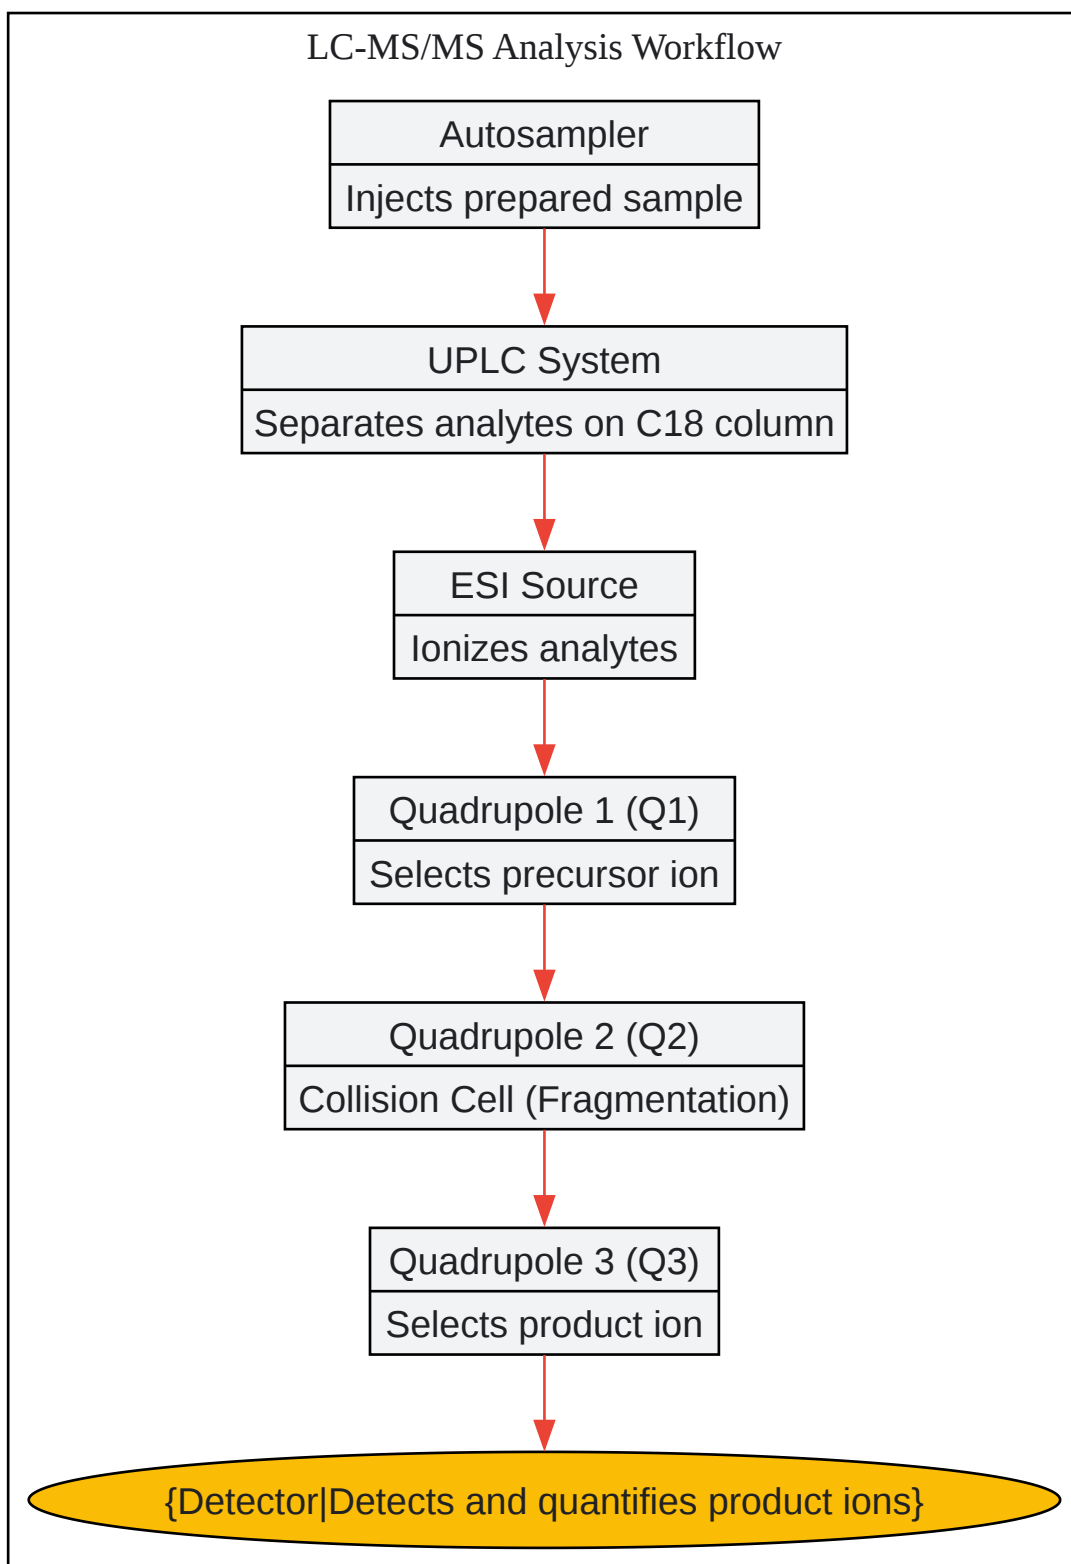 LC-MS/MS Analysis Workflow
Autosampler
Injects prepared sample
UPLC System
Separates analytes on C18 column
ESI Source
Ionizes analytes
Quadrupole 1 (Q1)
Selects precursor ion
Quadrupole 2 (Q2)
Collision Cell (Fragmentation)
Quadrupole 3 (Q3)
Selects product ion
{Detector|Detects and quantifies product ions}